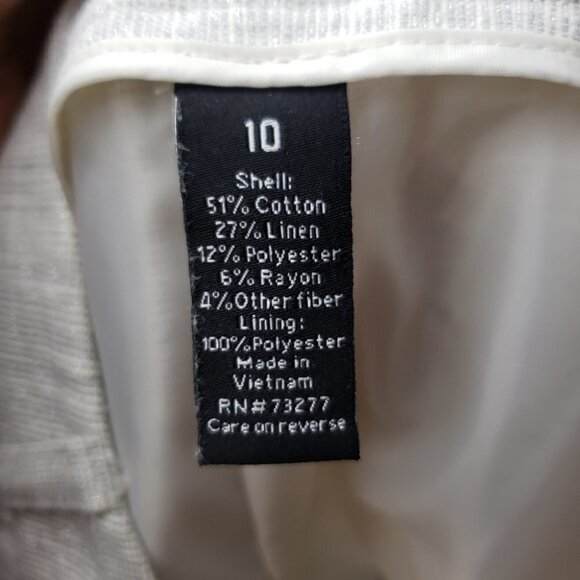 10
Shell:
51% Cotton
27% Linen
12% Polyester
6% Rayon
4% Other fiber
Lining:
100% Polyester
Made in
Vietnam
RN# 73277
Care on reverse